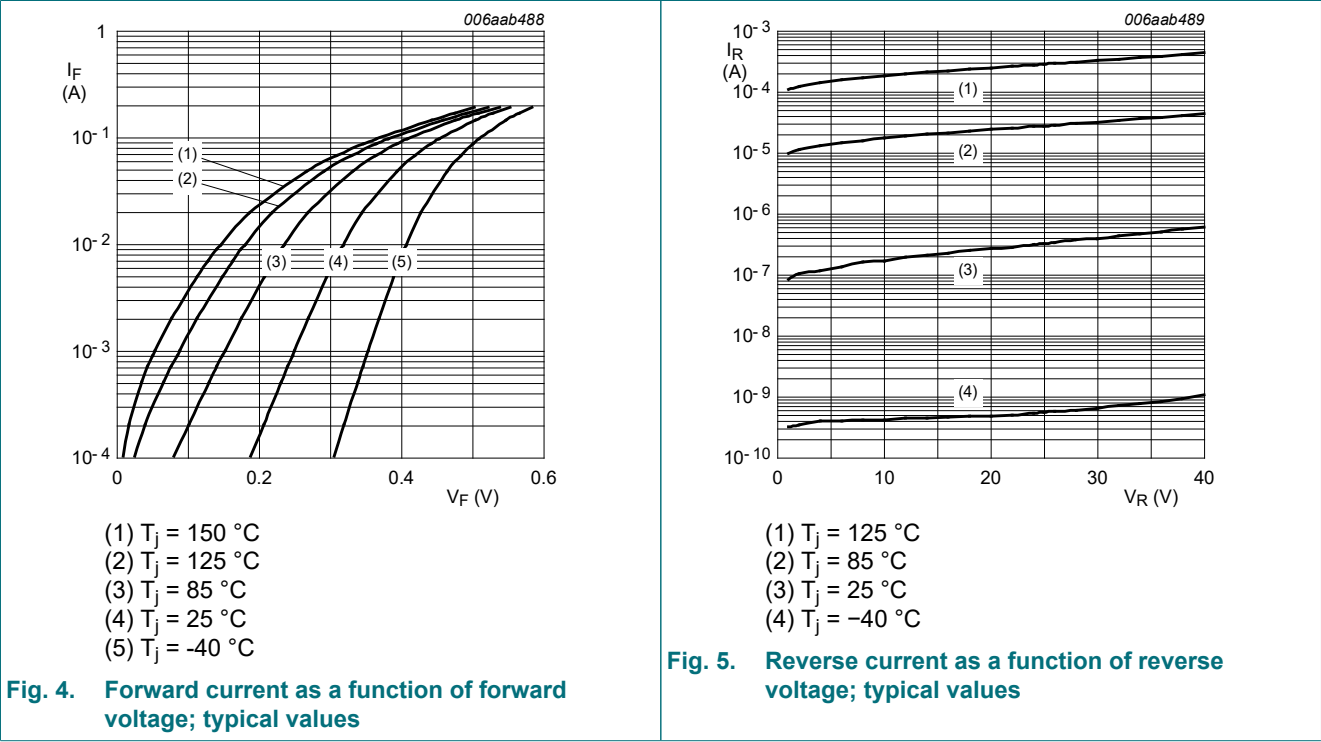 006aab488
1
I_F
(A)
10^-1
10^-2
10^-3
10^-4
(1)
(2)
(3)
(4)
(5)
0
0.2
0.4
0.6
V_F (V)
(1) T_j = 150 °C
(2) T_j = 125 °C
(3) T_j = 85 °C
(4) T_j = 25 °C
(5) T_j = -40 °C
Fig. 4. Forward current as a function of forward
voltage; typical values
006aab489
10^-3
I_R
(A)
10^-4
10^-5
10^-6
10^-7
10^-8
10^-9
10^-10
(1)
(2)
(3)
(4)
0
10
20
30
40
V_R (V)
(1) T_j = 125 °C
(2) T_j = 85 °C
(3) T_j = 25 °C
(4) T_j = −40 °C
Fig. 5. Reverse current as a function of reverse
voltage; typical values